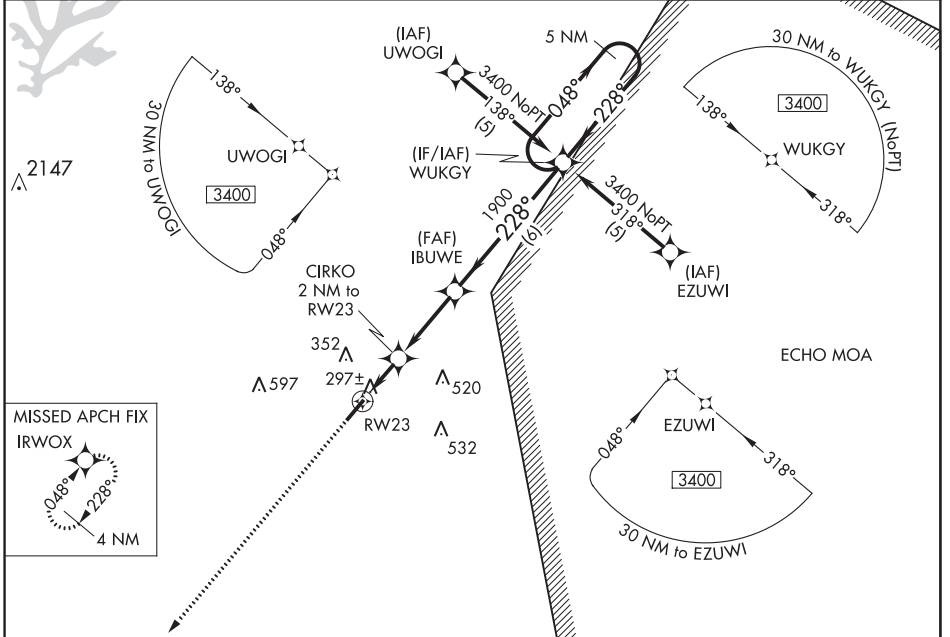 (IAF)
UWOGI
5 NM
3400 NoPT
138°
(5)
048°
228°
30 NM to WUKGY (NoPT)
138°
3400
WUKGY
318°
138°
30 NM to UWOGI
UWOGI
3400
048°
2147
(IF/IAF)
WUKGY
1900
228°
(6)
3400 NoPT
318°
(5)
(IAF)
EZUWI
(FAF)
IBUWE
CIRKO
2 NM to
RW23
352
597
297±
520
532
RW23
ECHO MOA
EZUWI
048°
318°
3400
30 NM to EZUWI
MISSED APCH FIX
IRWOX
048°
228°
4 NM